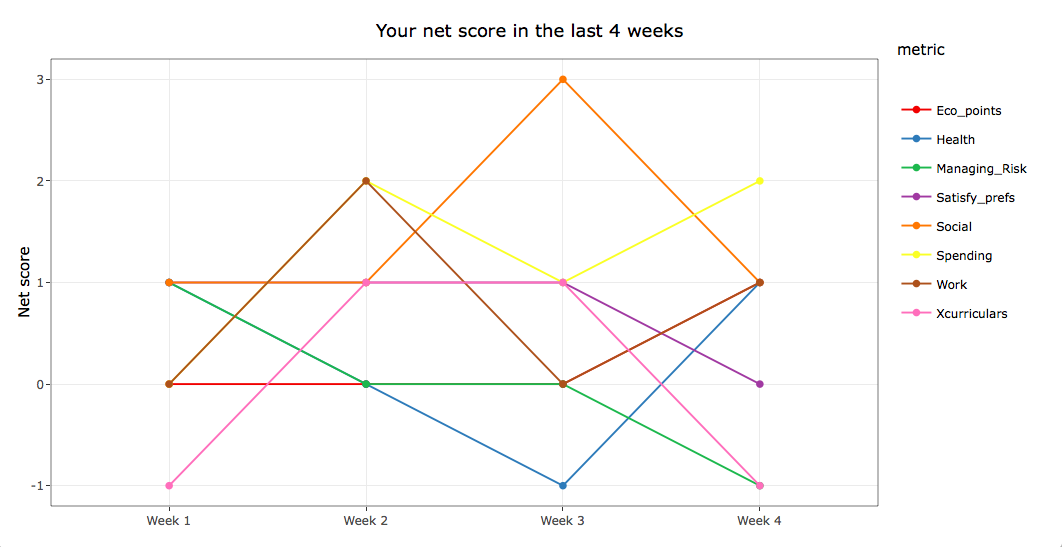 Your net score in the last 4 weeks
metric
3
2
1
0
-1
Net score
Week 1
Week 2
Week 3
Week 4
Eco_points
Health
Managing_Risk
Satisfy_prefs
Social
Spending
Work
Xcurriculars